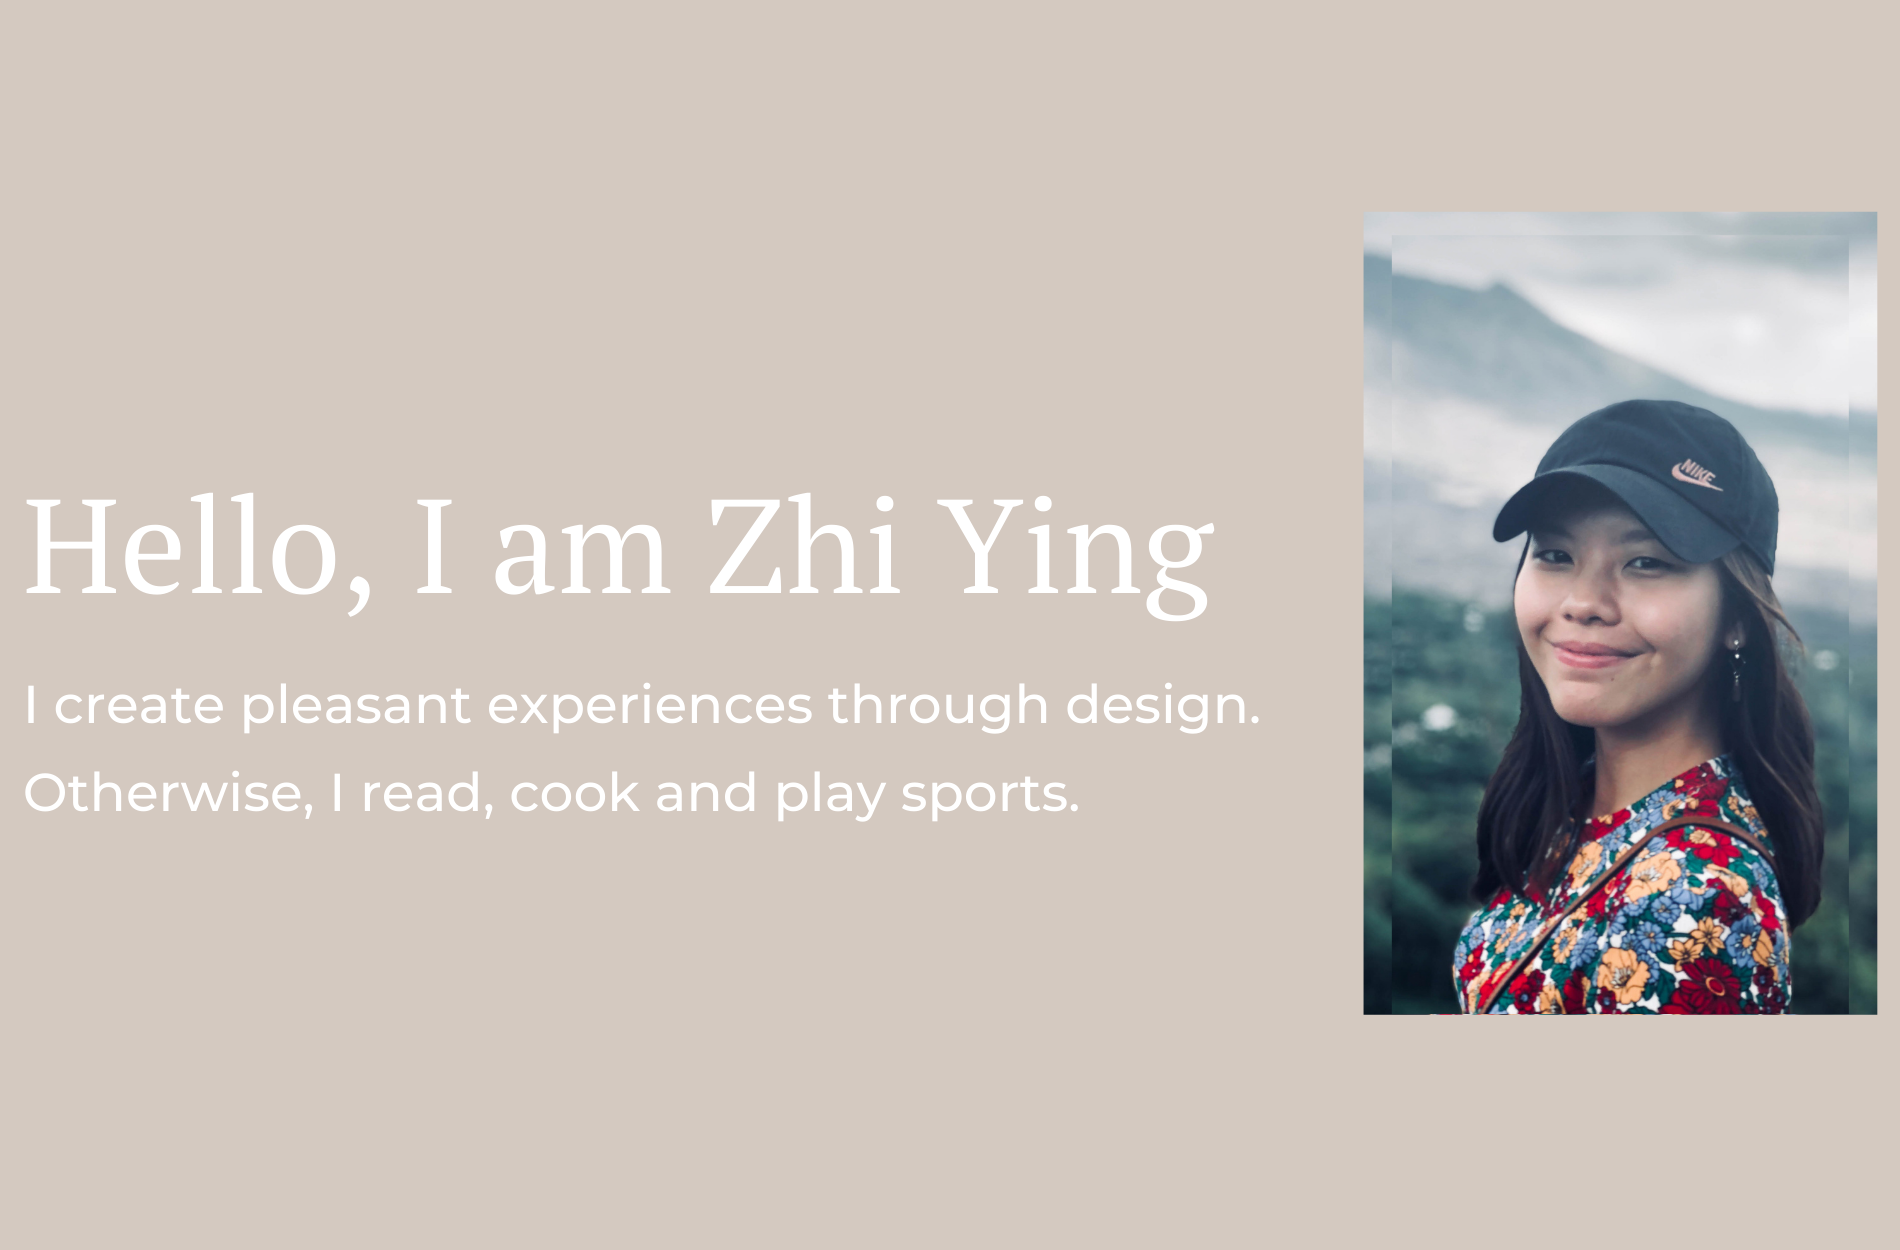 Hello, I am Zhi Ying
I create pleasant experiences through design.
Otherwise, I read, cook and play sports.
NIKE